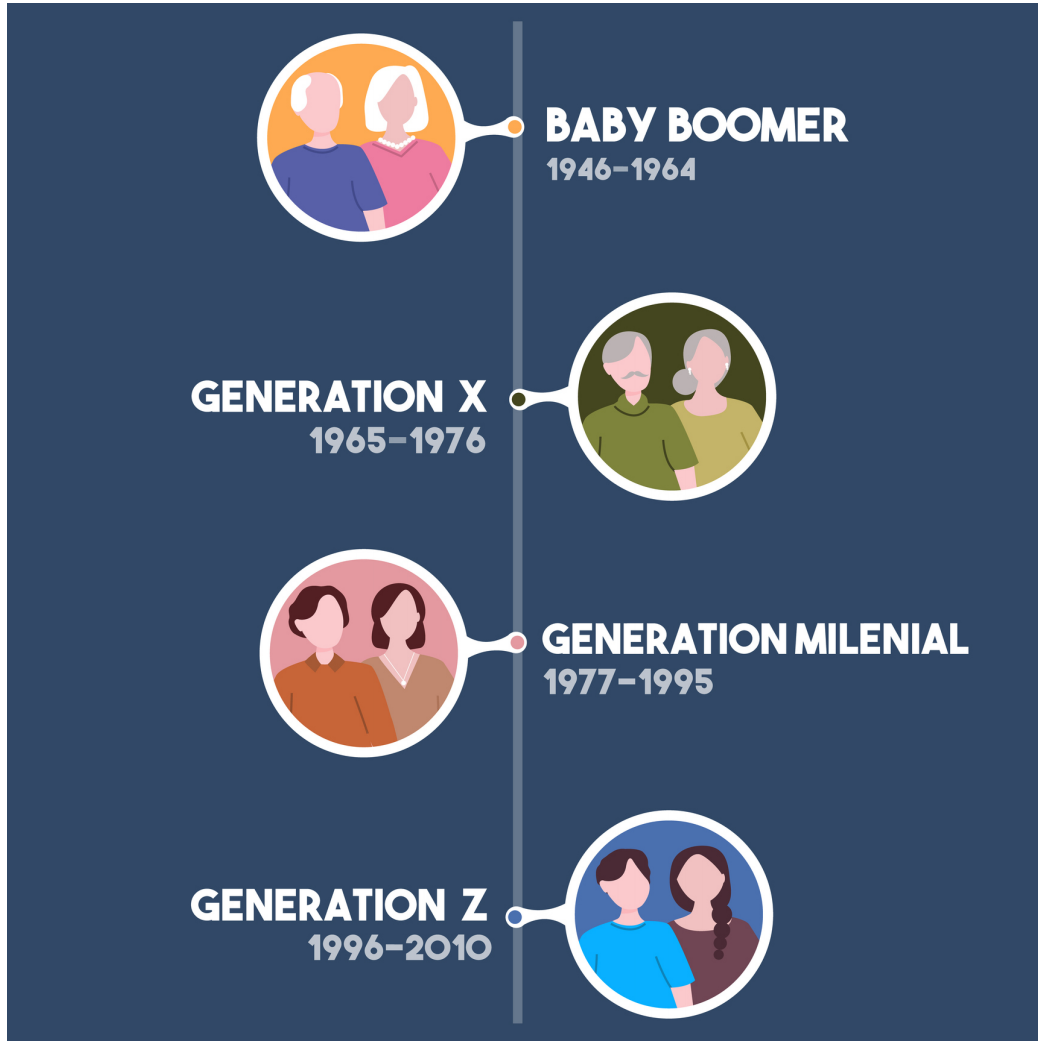 BABY BOOMER
1946-1964
GENERATION X
1965-1976
GENERATION MILENIAL
1977-1995
GENERATION Z
1996-2010